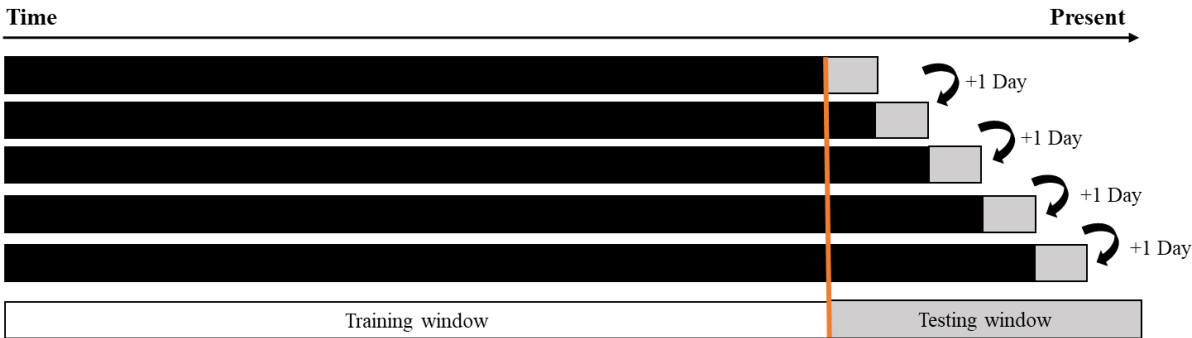 Time
Present
+1 Day
+1 Day
+1 Day
+1 Day
Training window
Testing window